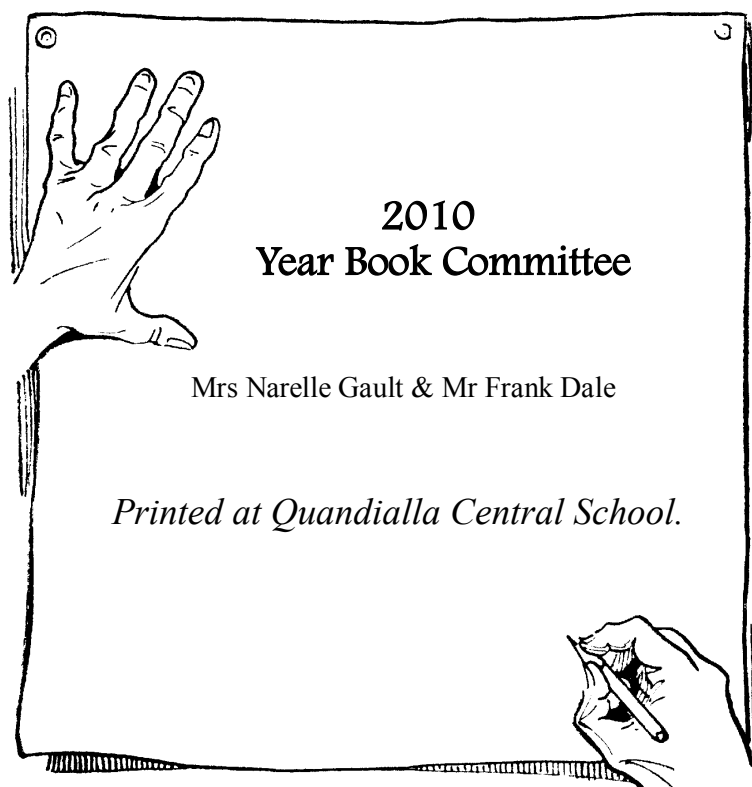 2010
Year Book Committee
Mrs Narelle Gault & Mr Frank Dale
Printed at Quandialla Central School.